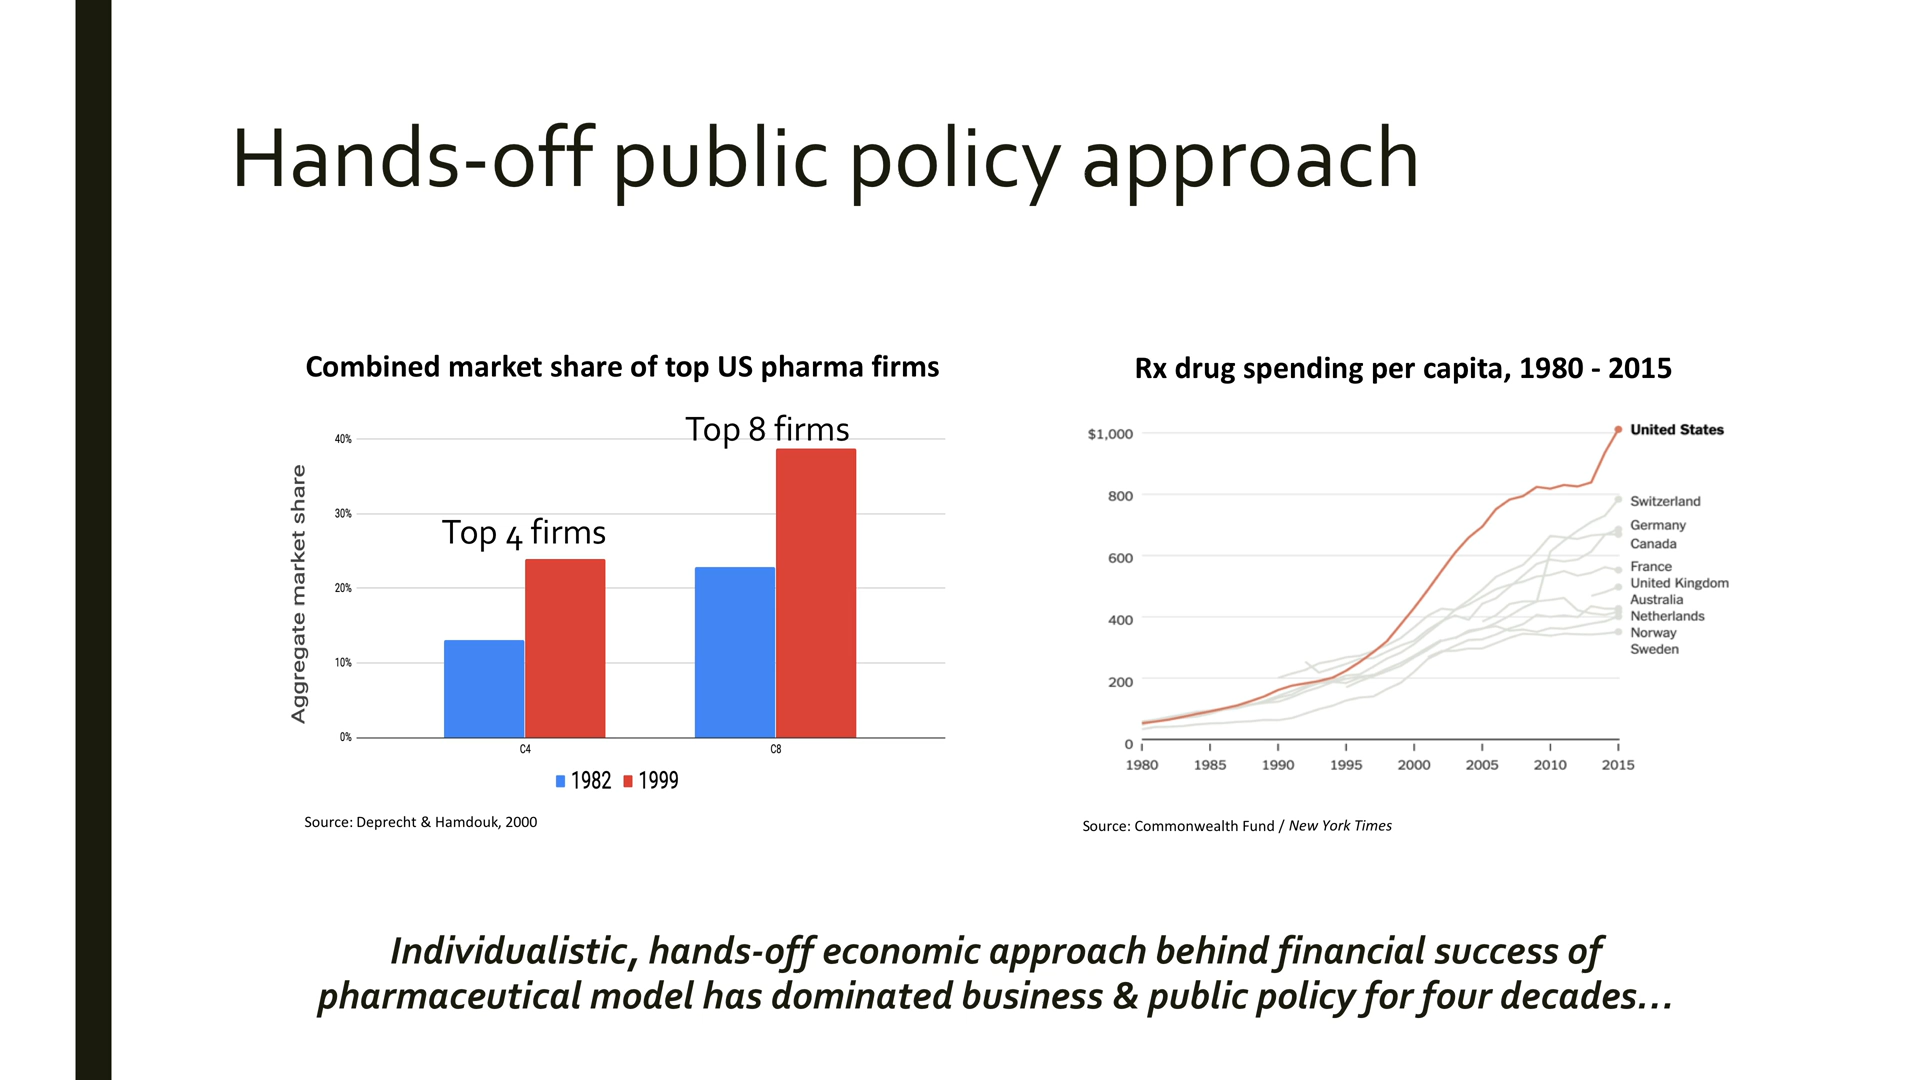 Hands-off public policy approach
Combined market share of top US pharma firms
Top 8 firms
Top 4 firms
Aggregate market share
40%
30%
20%
10%
0%
C4
C8
1982
1999
Source: Deprecht & Hamdouk, 2000
Rx drug spending per capita, 1980 - 2015
$1,000
800
600
400
200
0
1980
1985
1990
1995
2000
2005
2010
2015
United States
Switzerland
Germany
Canada
France
United Kingdom
Australia
Netherlands
Norway
Sweden
Source: Commonwealth Fund / New York Times
Individualistic, hands-off economic approach behind financial success of
pharmaceutical model has dominated business & public policy for four decades...